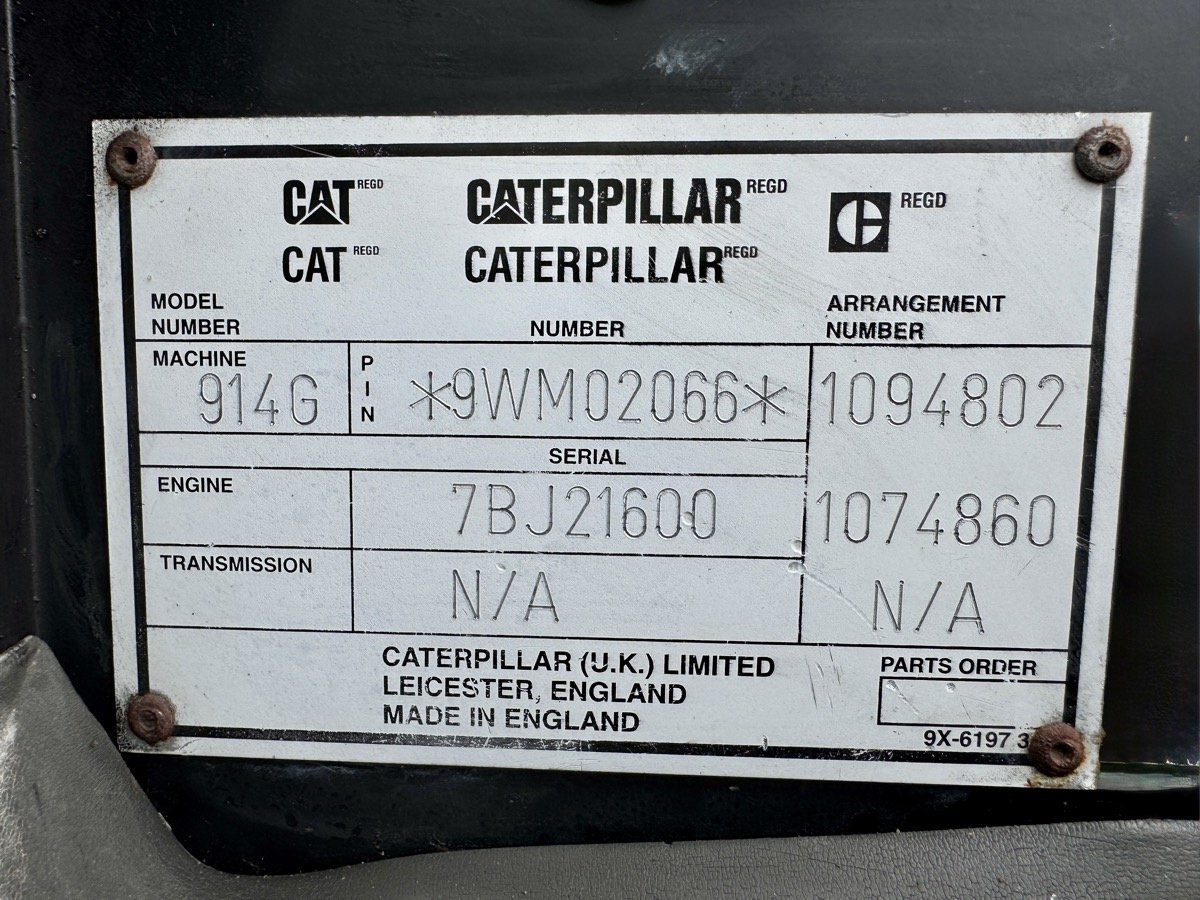 CAT REGD CATERPILLAR REGD REGD
CAT REGD CATERPILLAR REGD
MODEL NUMBER NUMBER ARRANGEMENT NUMBER
MACHINE 914G PIN *9WM02066* 1094802
SERIAL
ENGINE 7BJ21600 1074860
TRANSMISSION N/A N/A
CATERPILLAR (U.K.) LIMITED PARTS ORDER
LEICESTER, ENGLAND
MADE IN ENGLAND
9X-6197 3